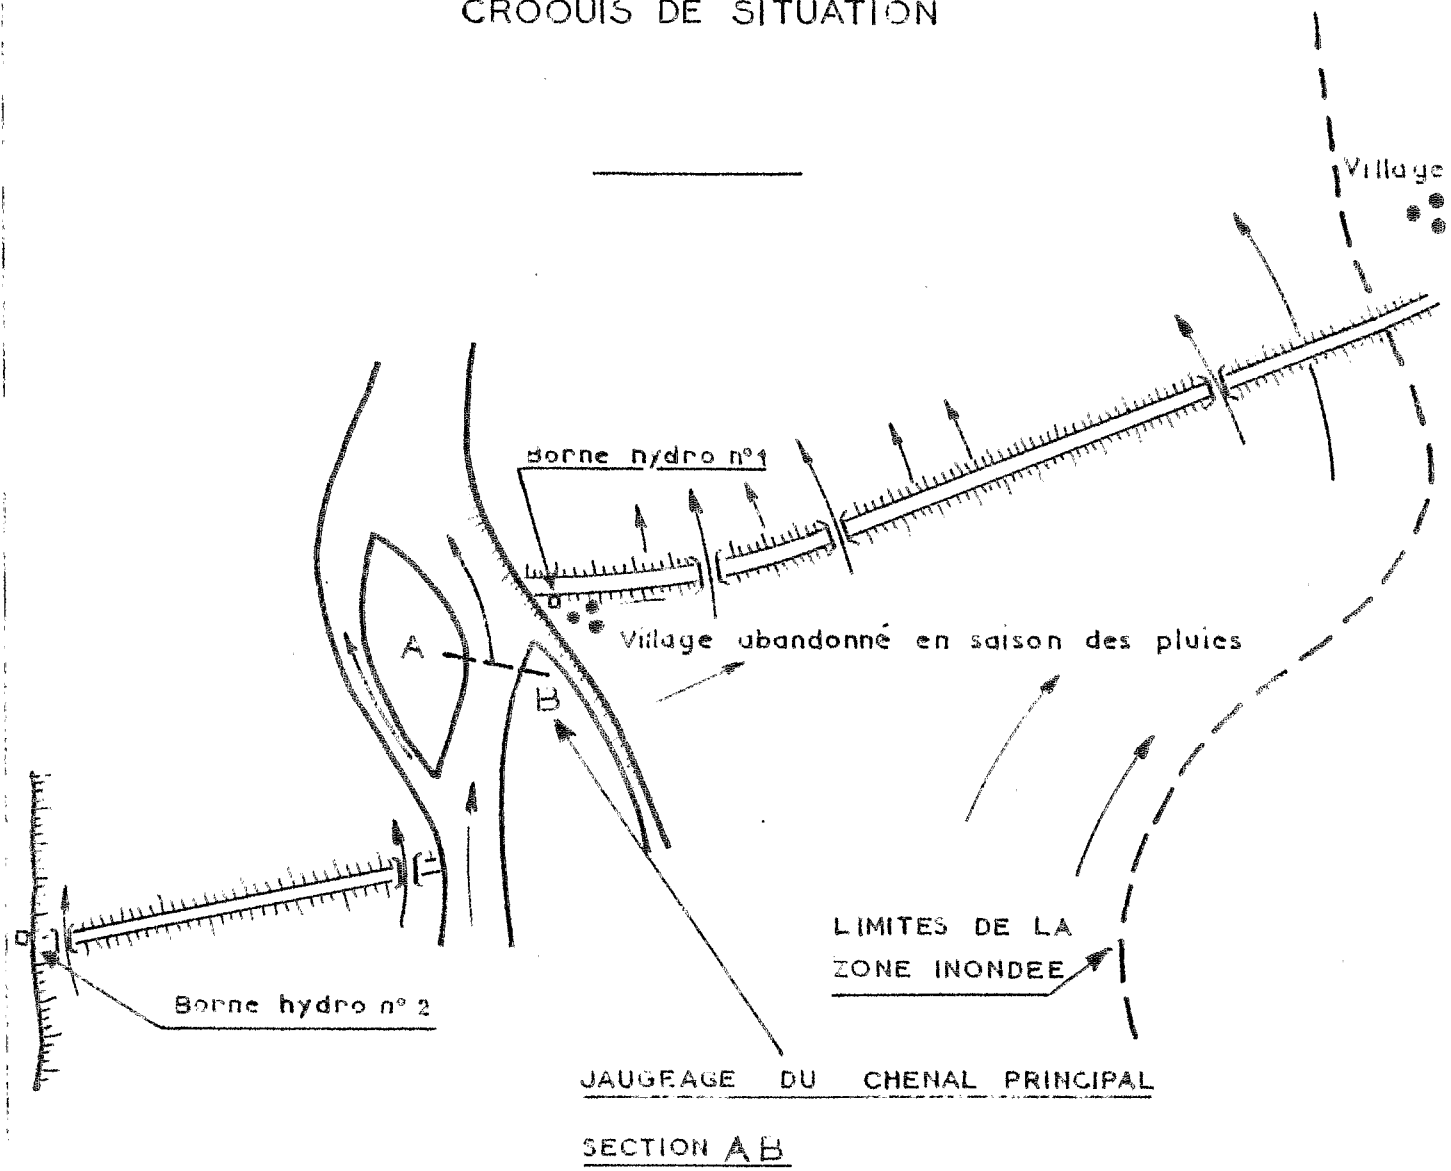 CROQUIS DE SITUATION
Village
Borne hydro n°1
A
Village abandonné en saison des pluies
B
LIMITES DE LA
ZONE INONDEE
Borne hydro n° 2
JAUGEAGE DU CHENAL PRINCIPAL
SECTION AB